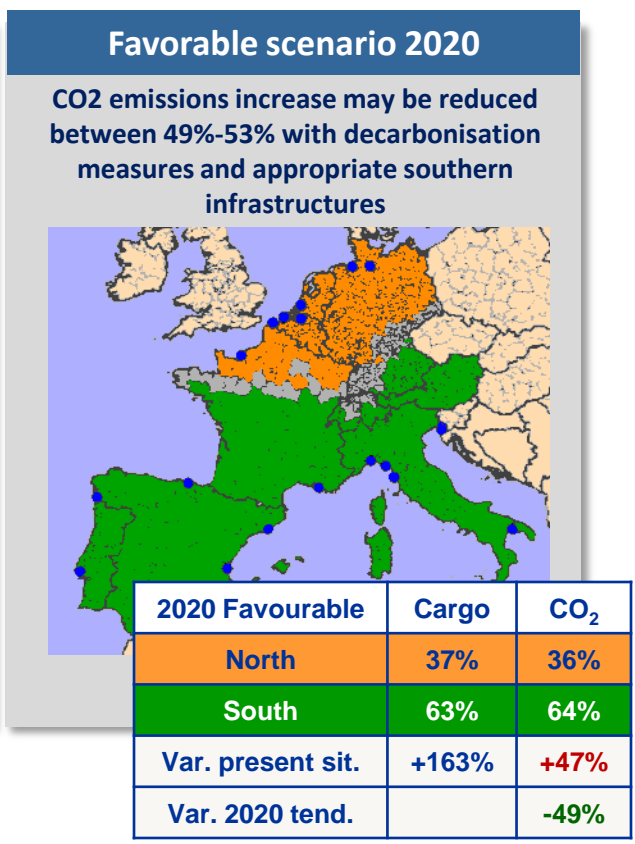 Favorable scenario 2020
CO2 emissions increase may be reduced
between 49%-53% with decarbonisation
measures and appropriate southern
infrastructures
2020 Favourable Cargo CO₂
North 37% 36%
South 63% 64%
Var. present sit. +163% +47%
Var. 2020 tend. -49%